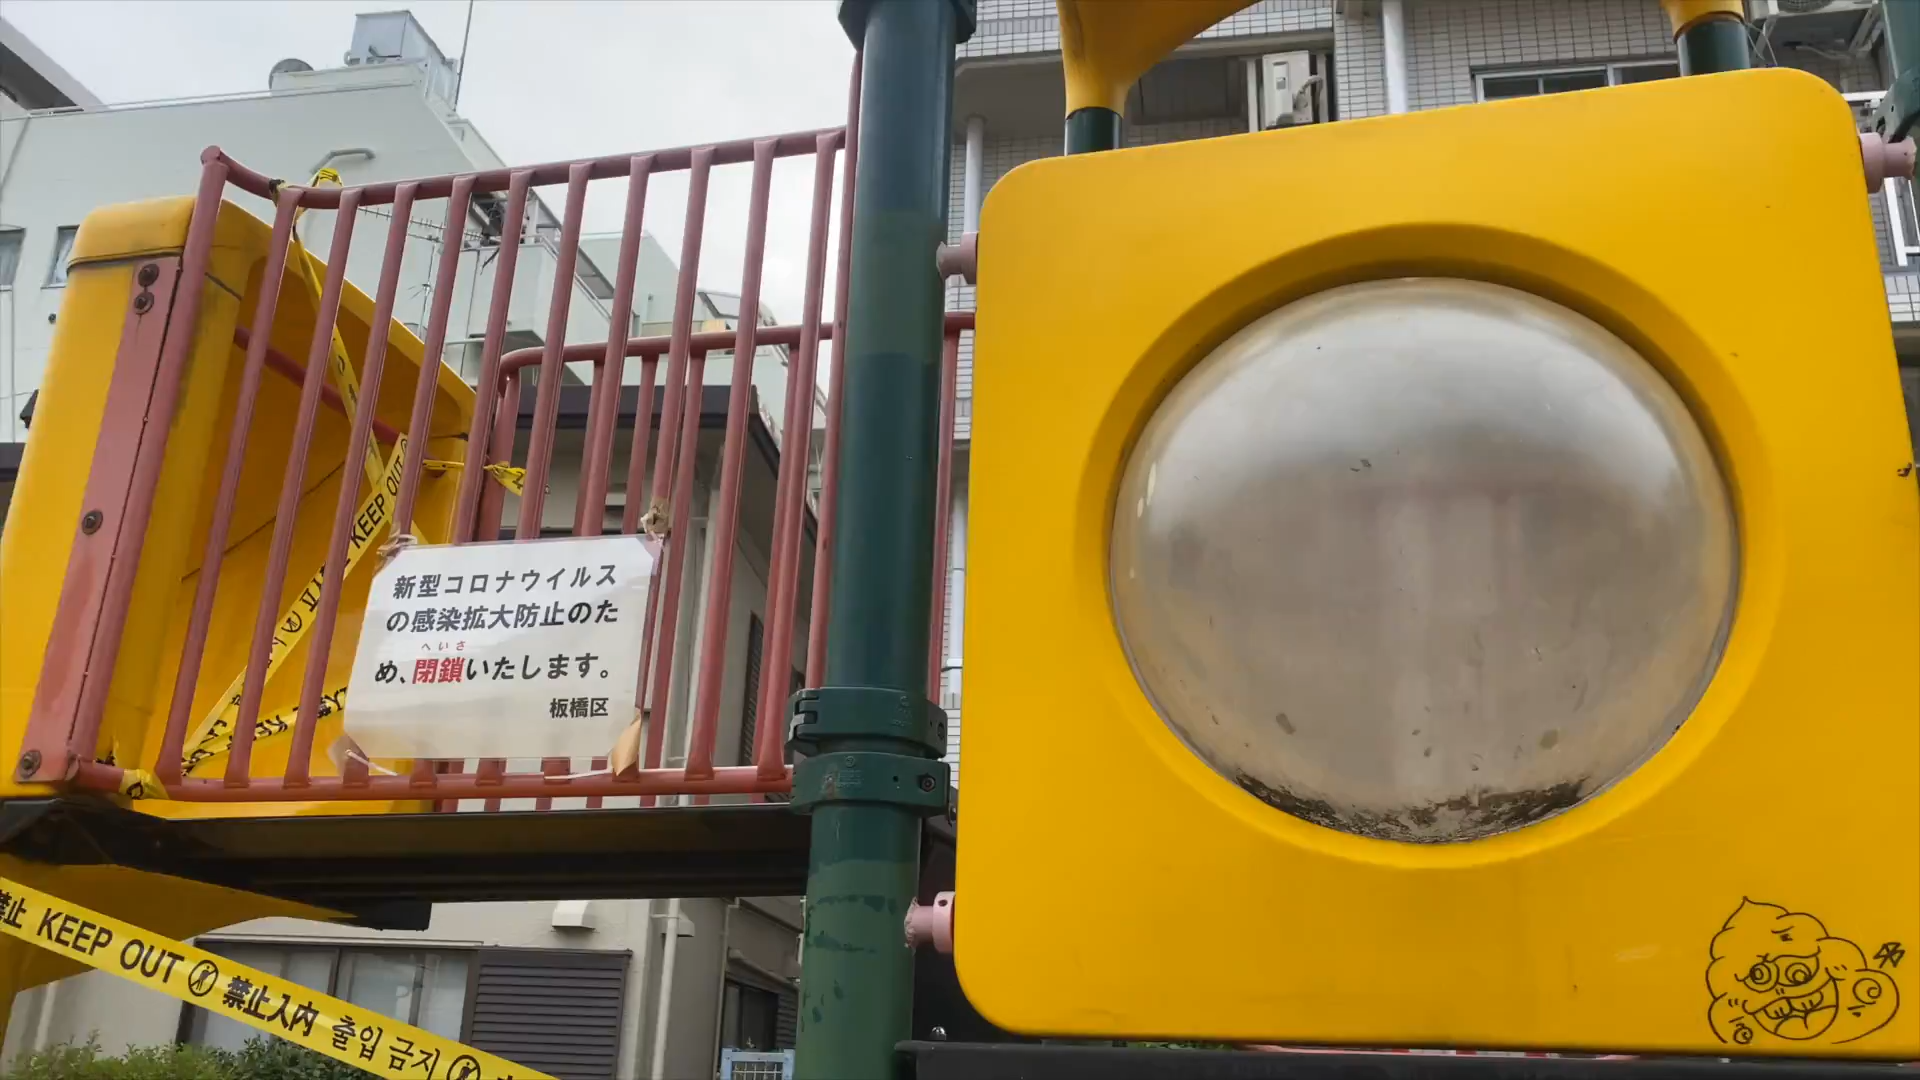 KEEP OUT
新型コロナウイルス
の感染拡大防止のた
へいさ
め、閉鎖いたします。
板橋区
禁止 KEEP OUT 禁止入内 출입 금지